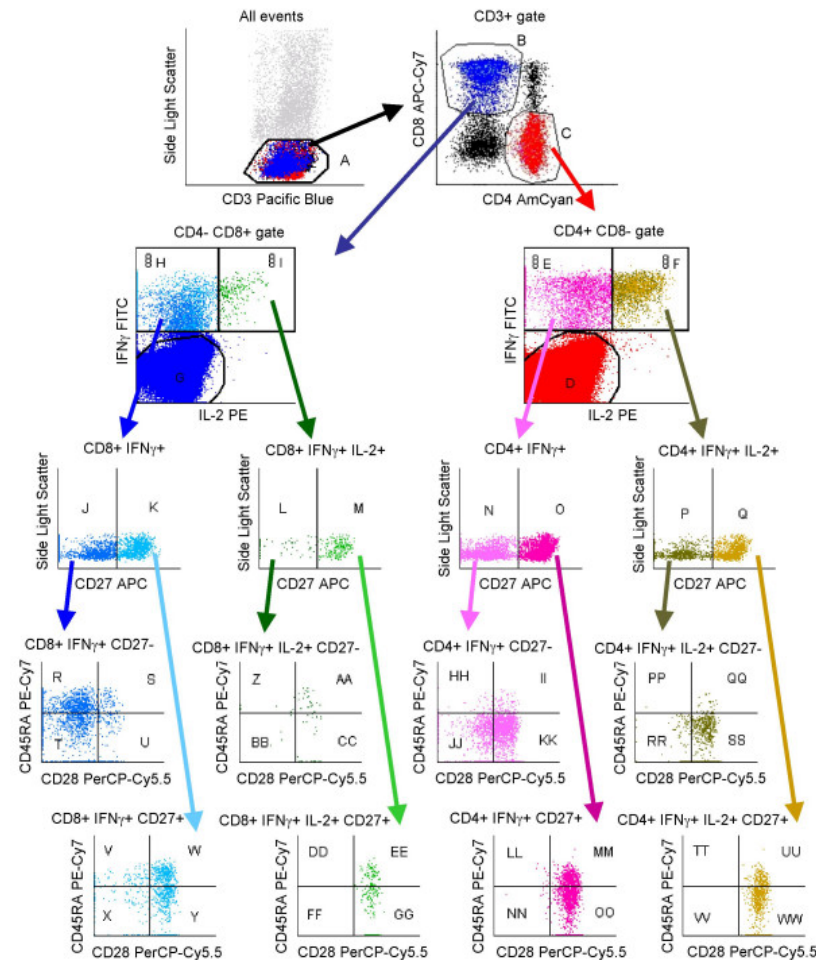 All events
CD3+ gate
Side Light Scatter
A
CD3 Pacific Blue
CD8 APC-Cy7
B
C
CD4 AmCyan
CD4- CD8+ gate
IFNγ FITC
H
I
G
IL-2 PE
CD4+ CD8- gate
IFNγ FITC
E
F
D
IL-2 PE
CD8+ IFNγ+
Side Light Scatter
J
K
CD27 APC
CD8+ IFNγ+ IL-2+
Side Light Scatter
L
M
CD27 APC
CD4+ IFNγ+
Side Light Scatter
N
O
CD27 APC
CD4+ IFNγ+ IL-2+
Side Light Scatter
P
Q
CD27 APC
CD8+ IFNγ+ CD27-
CD45RA PE-Cy7
R
S
T
U
CD28 PerCP-Cy5.5
CD8+ IFNγ+ IL-2+ CD27-
CD45RA PE-Cy7
Z
AA
BB
CC
CD28 PerCP-Cy5.5
CD4+ IFNγ+ CD27-
CD45RA PE-Cy7
HH
II
JJ
KK
CD28 PerCP-Cy5.5
CD4+ IFNγ+ IL-2+ CD27-
CD45RA PE-Cy7
PP
QQ
RR
SS
CD28 PerCP-Cy5.5
CD8+ IFNγ+ CD27+
CD45RA PE-Cy7
V
W
X
Y
CD28 PerCP-Cy5.5
CD8+ IFNγ+ IL-2+ CD27+
CD45RA PE-Cy7
DD
EE
FF
GG
CD28 PerCP-Cy5.5
CD4+ IFNγ+ CD27+
CD45RA PE-Cy7
LL
MM
NN
OO
CD28 PerCP-Cy5.5
CD4+ IFNγ+ IL-2+ CD27+
CD45RA PE-Cy7
TT
UU
VV
WW
CD28 PerCP-Cy5.5